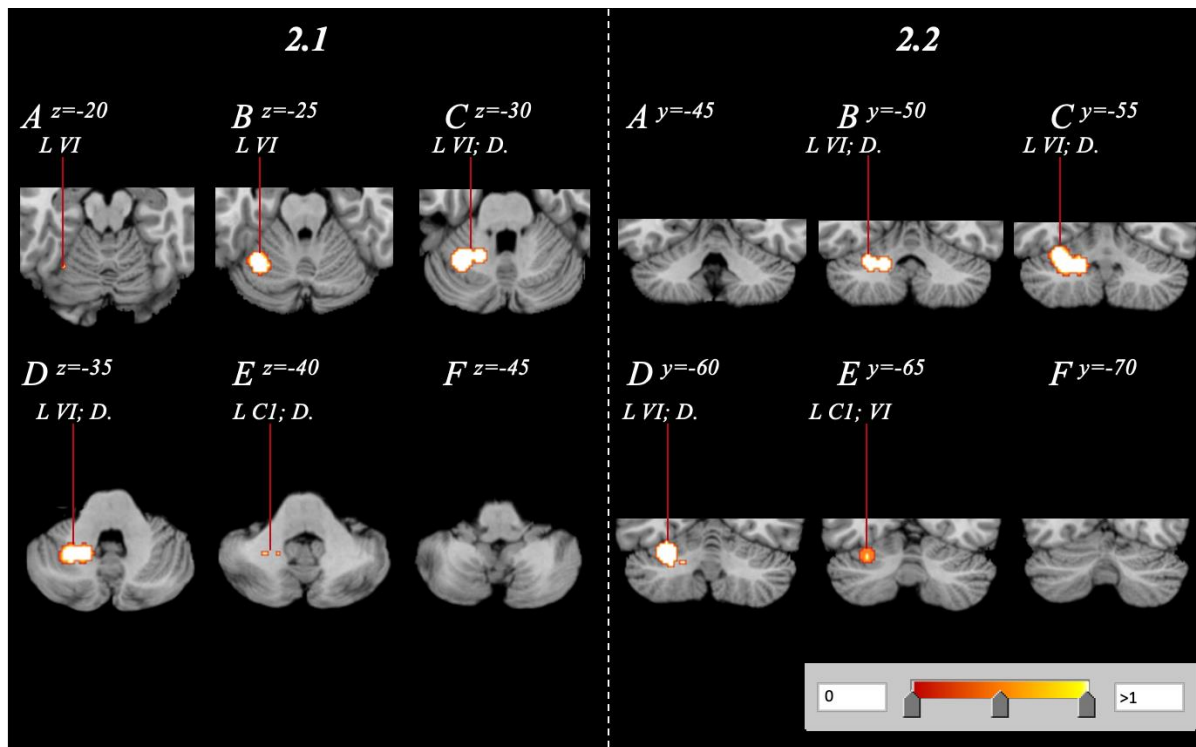 2.1
A z=-20
L VI
B z=-25
L VI
C z=-30
L VI; D.
D z=-35
L VI; D.
E z=-40
L C1; D.
F z=-45
2.2
A y=-45
B y=-50
L VI; D.
C y=-55
L VI; D.
D y=-60
L VI; D.
E y=-65
L C1; VI
F y=-70
0
>1